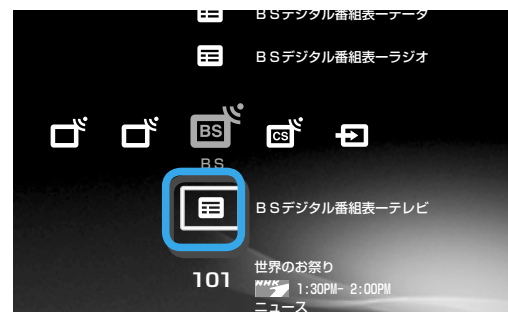 BSデジタル番組表ーデータ
BSデジタル番組表ーラジオ
BS CS
BS
BSデジタル番組表ーテレビ
101
世界のお祭り
NHK 1:30PM- 2:00PM
ニュース